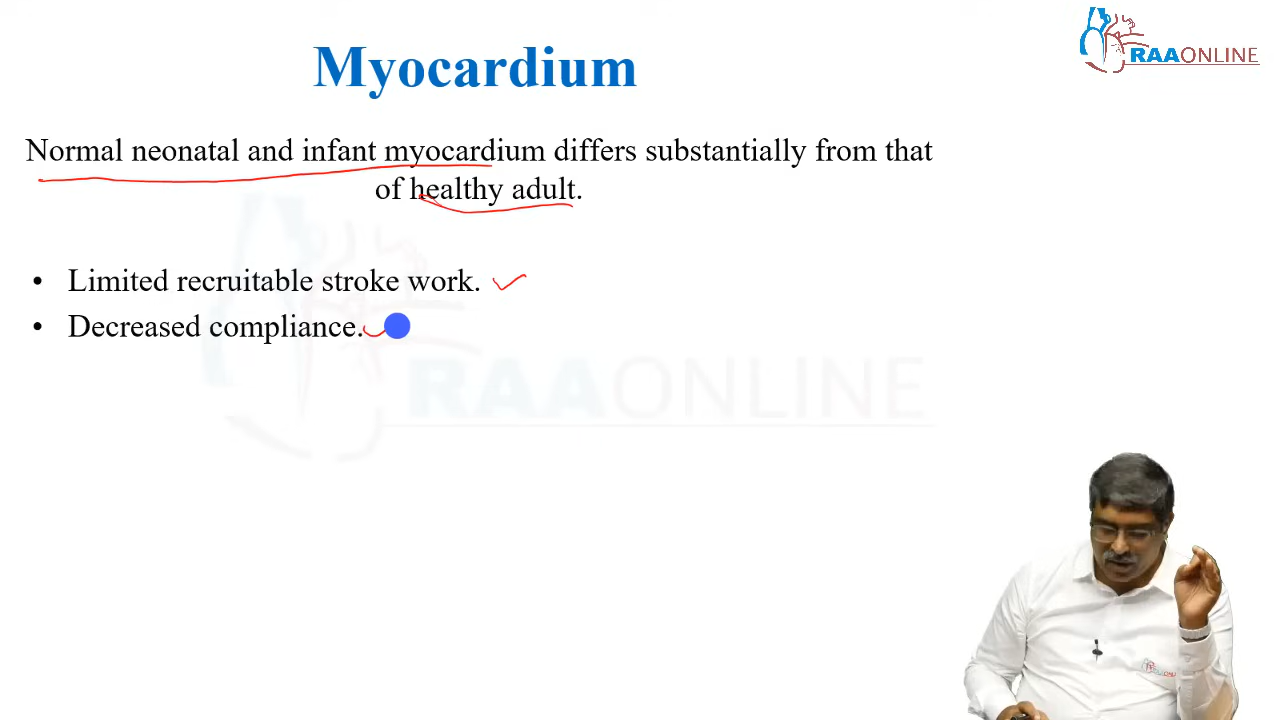 Myocardium
RAAONLINE
Normal neonatal and infant myocardium differs substantially from that
of healthy adult.
• Limited recruitable stroke work.
• Decreased compliance.
RAAONLINE